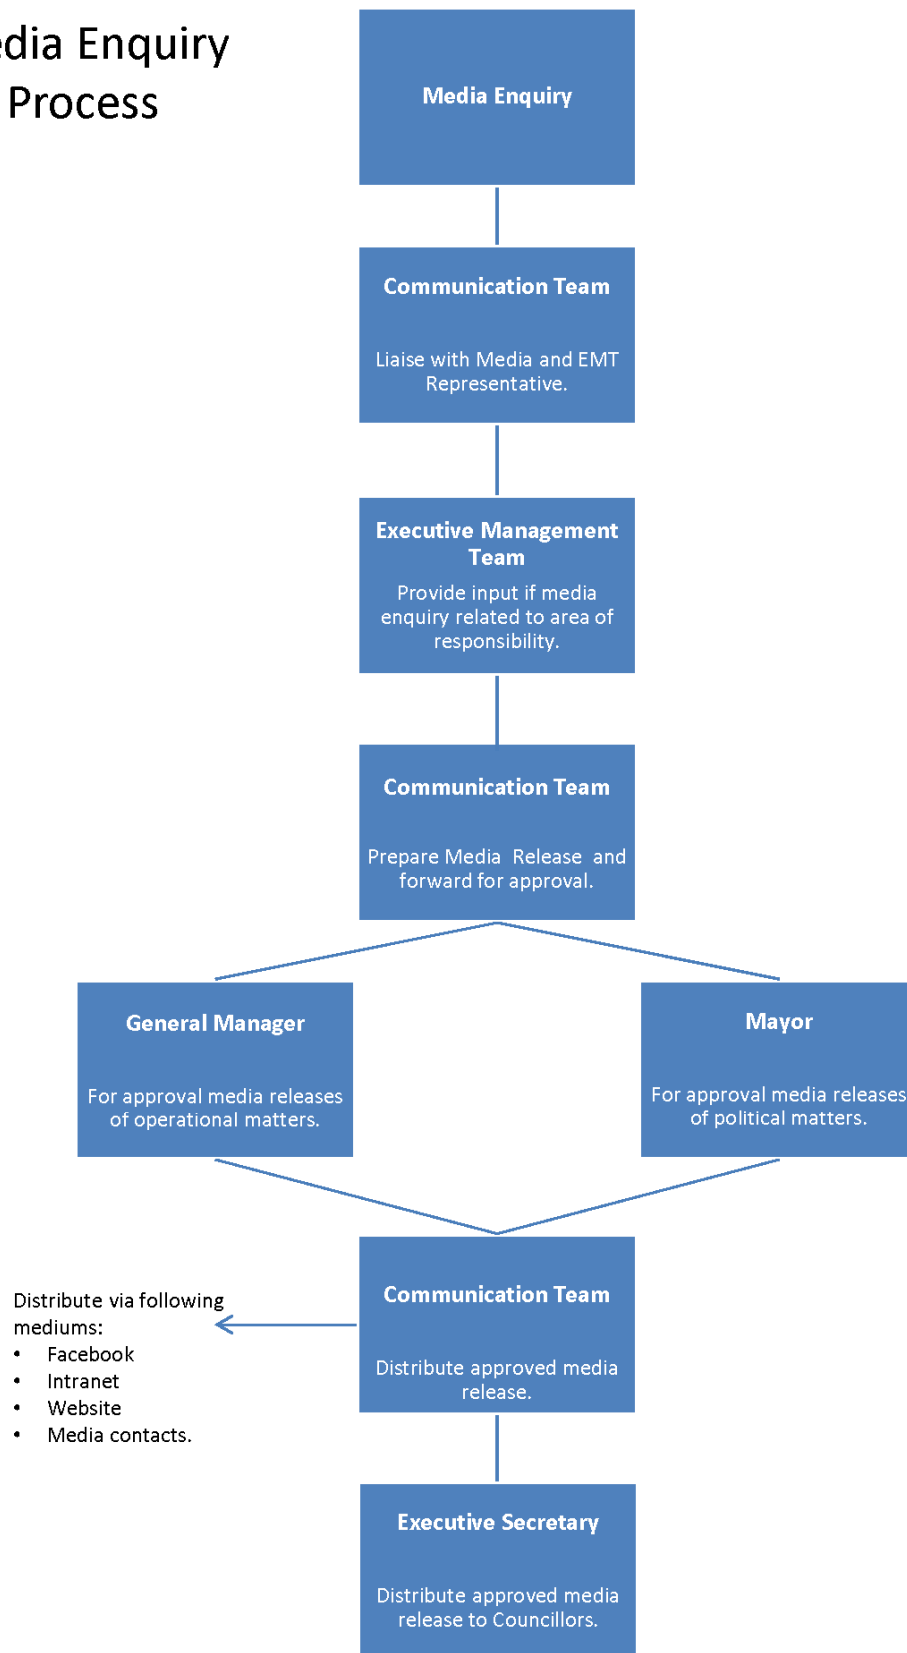 edia Enquiry
Process
Media Enquiry
Communication Team
Liaise with Media and EMT
Representative.
Executive Management
Team
Provide input if media
enquiry related to area of
responsibility.
Communication Team
Prepare Media Release and
forward for approval.
General Manager
For approval media releases
of operational matters.
Mayor
For approval media releases
of political matters.
Communication Team
Distribute approved media
release.
Distribute via following
mediums:
• Facebook
• Intranet
• Website
• Media contacts.
Executive Secretary
Distribute approved media
release to Councillors.